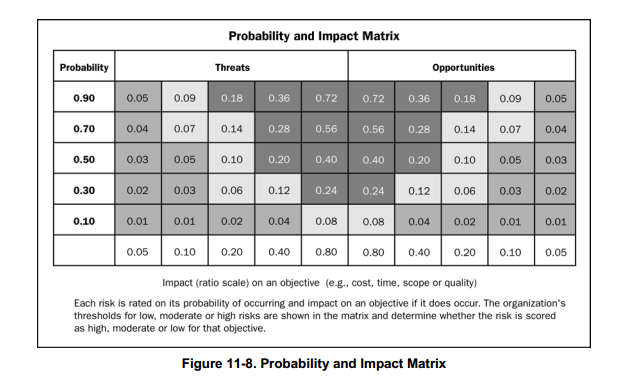 Probability and Impact Matrix
Probability Threats Opportunities
0.90 0.05 0.09 0.18 0.36 0.72 0.72 0.36 0.18 0.09 0.05
0.70 0.04 0.07 0.14 0.28 0.56 0.56 0.28 0.14 0.07 0.04
0.50 0.03 0.05 0.10 0.20 0.40 0.40 0.20 0.10 0.05 0.03
0.30 0.02 0.03 0.06 0.12 0.24 0.24 0.12 0.06 0.03 0.02
0.10 0.01 0.01 0.02 0.04 0.08 0.08 0.04 0.02 0.01 0.01
0.05 0.10 0.20 0.40 0.80 0.80 0.40 0.20 0.10 0.05
Impact (ratio scale) on an objective (e.g., cost, time, scope or quality)
Each risk is rated on its probability of occurring and impact on an objective if it does occur. The organization's
thresholds for low, moderate or high risks are shown in the matrix and determine whether the risk is scored
as high, moderate or low for that objective.
Figure 11-8. Probability and Impact Matrix